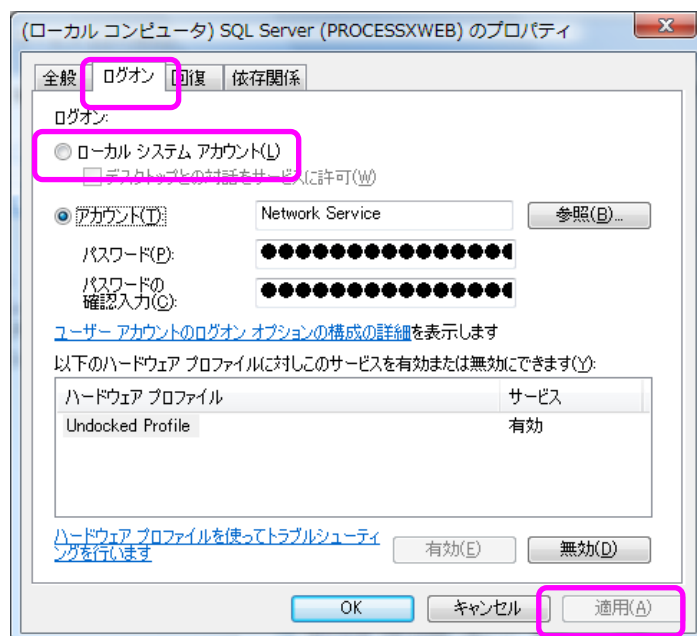 (ローカル コンピュータ) SQL Server (PROCESSXWEB) のプロパティ
全般 ログオン 回復 依存関係
ログオン:
ローカル システム アカウント(L)
デスクトップとの対話をサービスに許可(W)
アカウント(T): Network Service 参照(B)...
パスワード(P): ●●●●●●●●●●●●●●●
パスワードの
確認入力(C): ●●●●●●●●●●●●●●●
ユーザー アカウントのログオン オプションの構成の詳細を表示します
以下のハードウェア プロファイルに対しこのサービスを有効または無効にできます(Y):
ハードウェア プロファイル サービス
Undocked Profile 有効
ハードウェア プロファイルを使ってトラブルシューティ
ングを行います
有効(E) 無効(D)
OK キャンセル 適用(A)